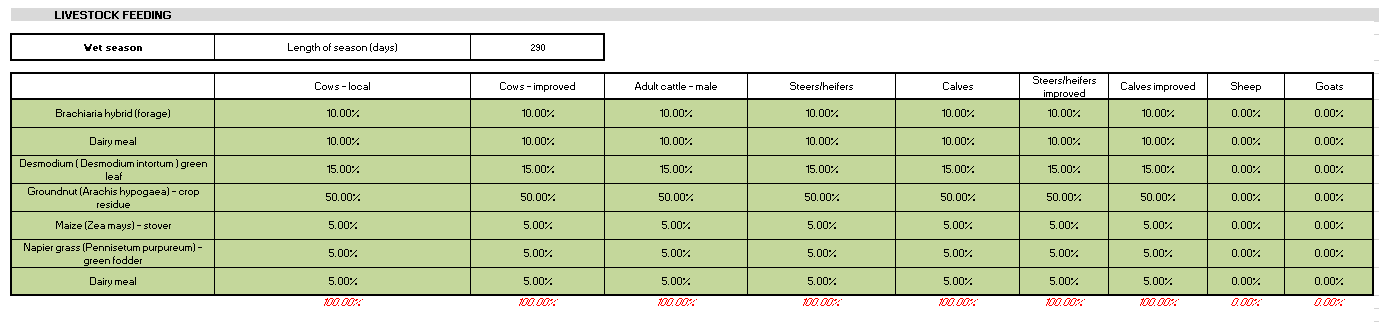 LIVESTOCK FEEDING
Wet season Length of season (days) 290
Cows - local Cows - improved Adult cattle - male Steers/heifers Calves Steers/heifers improved Calves improved Sheep Goats
Brachiaria hybrid (forage) 10.00% 10.00% 10.00% 10.00% 10.00% 10.00% 10.00% 0.00% 0.00%
Dairy meal 10.00% 10.00% 10.00% 10.00% 10.00% 10.00% 10.00% 0.00% 0.00%
Desmodium ( Desmodium intortum ) green leaf 15.00% 15.00% 15.00% 15.00% 15.00% 15.00% 15.00% 0.00% 0.00%
Groundnut (Arachis hypogaea) - crop residue 50.00% 50.00% 50.00% 50.00% 50.00% 50.00% 50.00% 0.00% 0.00%
Maize (Zea mays) - stover 5.00% 5.00% 5.00% 5.00% 5.00% 5.00% 5.00% 0.00% 0.00%
Napier grass (Pennisetum purpureum) - green fodder 5.00% 5.00% 5.00% 5.00% 5.00% 5.00% 5.00% 0.00% 0.00%
Dairy meal 5.00% 5.00% 5.00% 5.00% 5.00% 5.00% 5.00% 0.00% 0.00%
100.00% 100.00% 100.00% 100.00% 100.00% 100.00% 100.00% 0.00% 0.00%